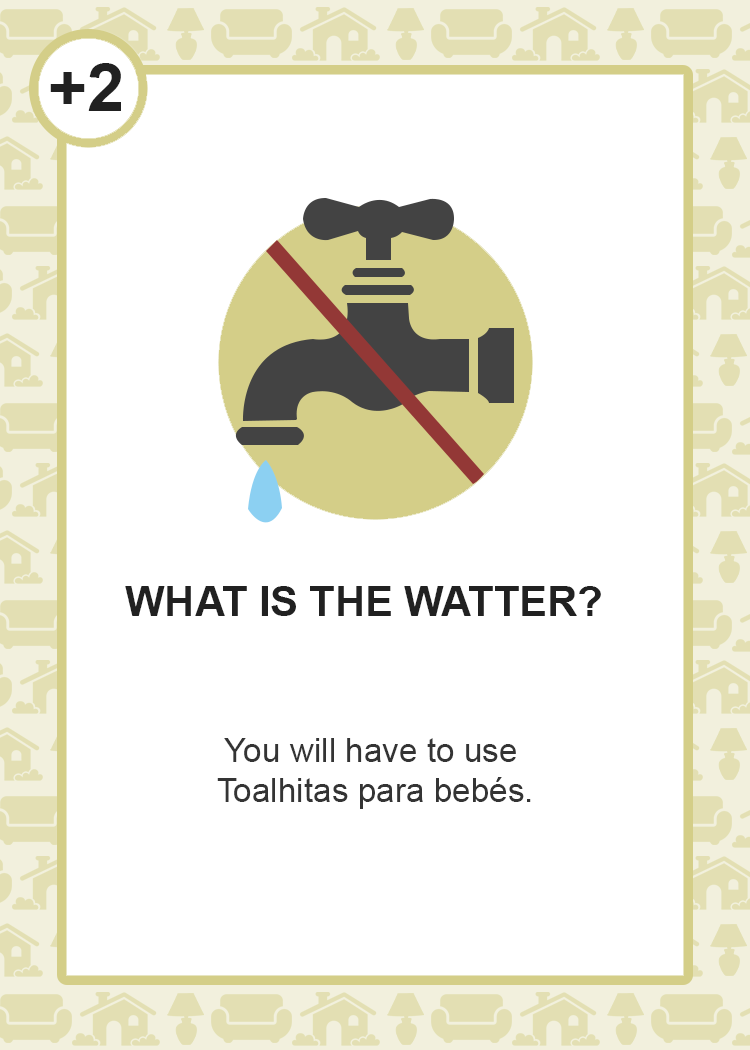 +2
WHAT IS THE WATTER?
You will have to use
Toalhitas para bebés.